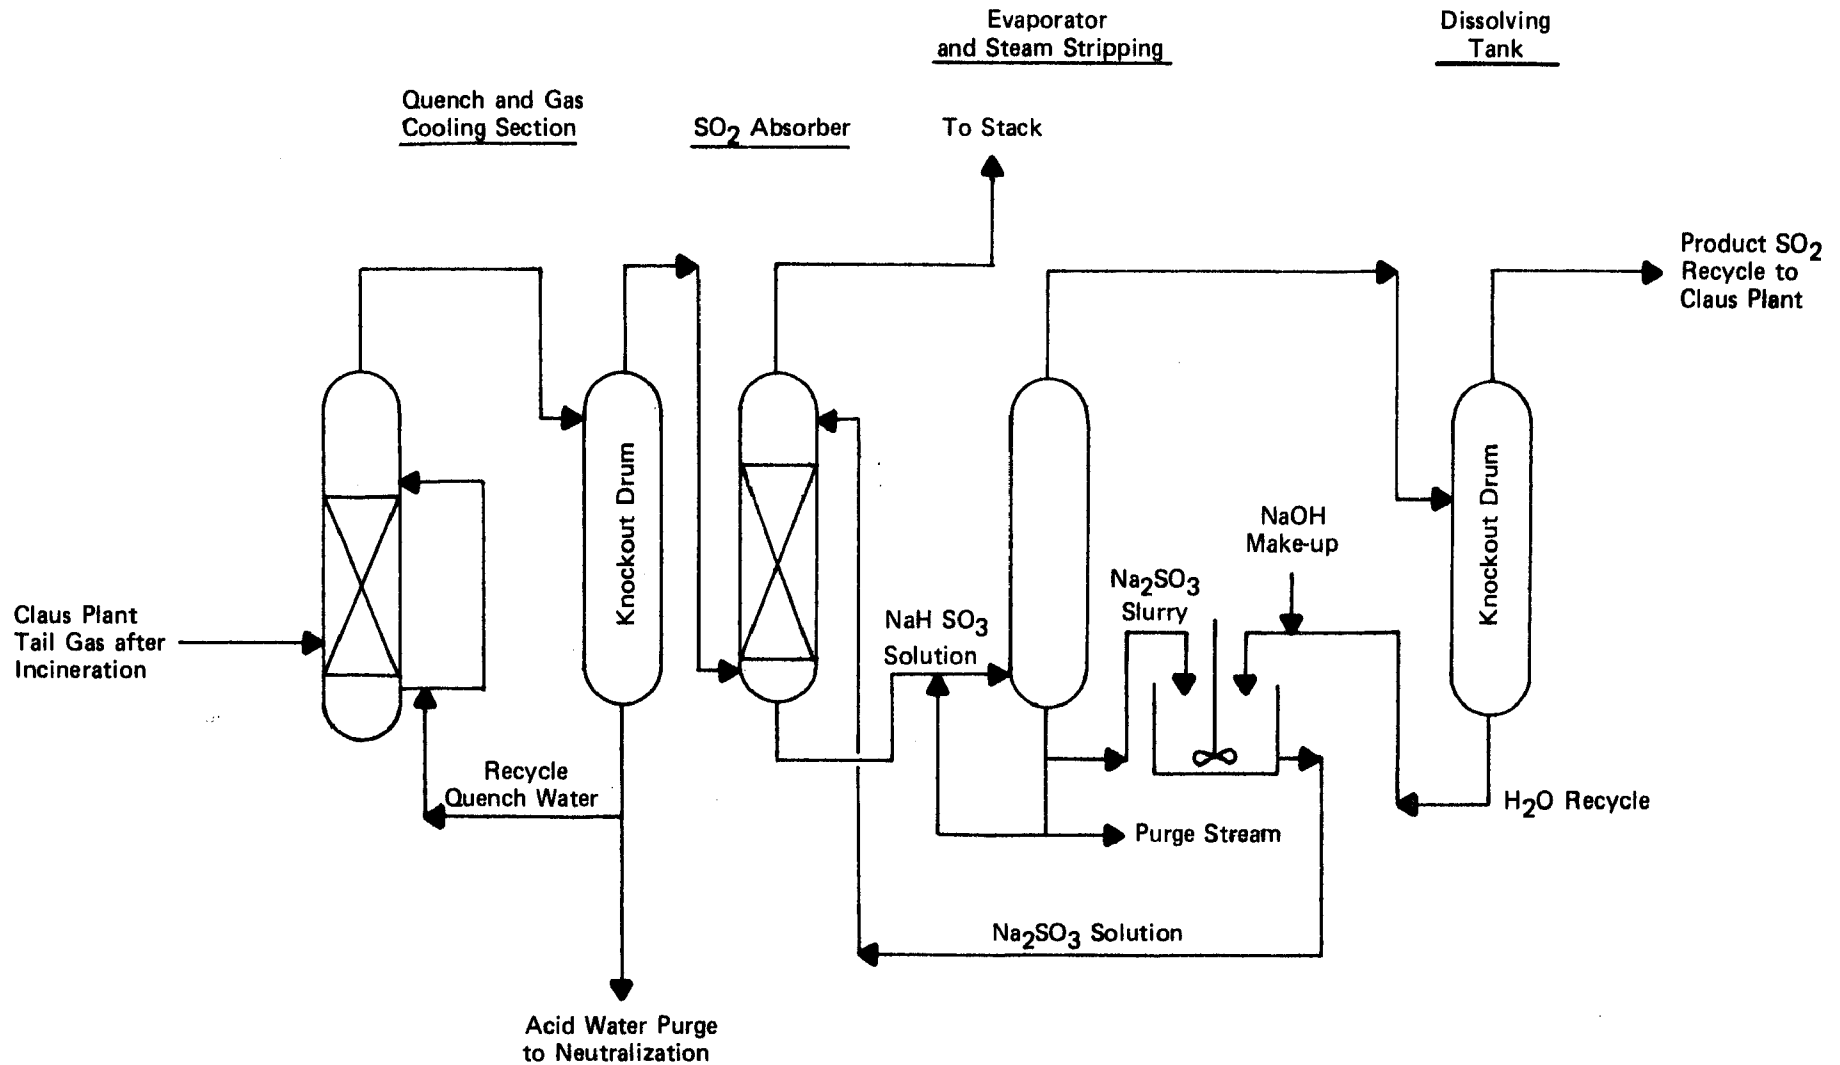 Evaporator
and Steam Stripping
Dissolving
Tank
Quench and Gas
Cooling Section
SO2 Absorber
To Stack
Product SO2
Recycle to
Claus Plant
Knockout Drum
Knockout Drum
NaOH
Make-up
Na2SO3
Slurry
Claus Plant
Tail Gas after
Incineration
NaH SO3
Solution
Recycle
Quench Water
H2O Recycle
Purge Stream
Na2SO3 Solution
Acid Water Purge
to Neutralization